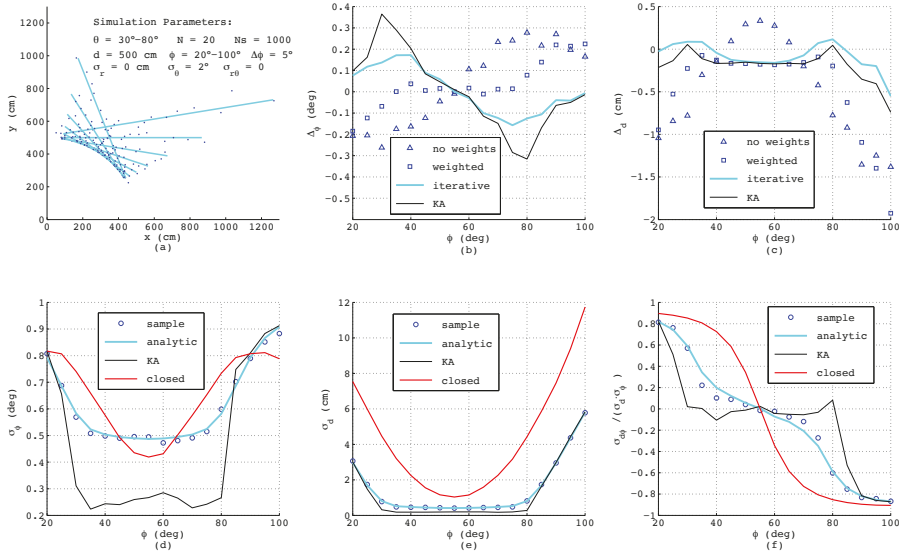 Simulation Parameters:
θ = 30°−80° N = 20 Ns = 1000
d = 500 cm φ = 20°−100° Δφ = 5°
σr = 0 cm σθ = 2° σrθ = 0
y (cm)
1000
800
600
400
200
0
0 200 400 600 800 1000 1200
x (cm)
(a)
Δφ (deg)
0.4
0.3
0.2
0.1
0
−0.1
−0.2
−0.3
−0.4
−0.5
no weights
weighted
iterative
KA
20 40 60 80 100
φ (deg)
(b)
Δd (cm)
0.5
0
−0.5
−1
−1.5
−2
no weights
weighted
iterative
KA
20 40 60 80 100
φ (deg)
(c)
σφ (deg)
1
0.9
0.8
0.7
0.6
0.5
0.4
0.3
0.2
sample
analytic
KA
closed
20 40 60 80 100
φ (deg)
(d)
σd (cm)
12
10
8
6
4
2
0
sample
analytic
KA
closed
20 40 60 80 100
φ (deg)
(e)
σdφ /(σd·σφ)
1
0.8
0.6
0.4
0.2
0
−0.2
−0.4
−0.6
−0.8
−1
sample
analytic
KA
closed
20 40 60 80 100
φ (deg)
(f)